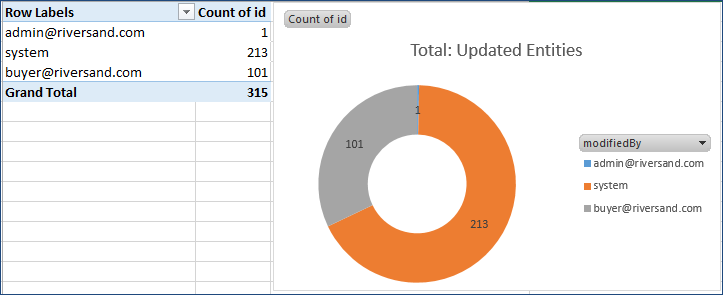 Row Labels Count of id
admin@riversand.com 1
system 213
buyer@riversand.com 101
Grand Total 315
Count of id
Total: Updated Entities
1
101
213
modifiedBy
admin@riversand.com
system
buyer@riversand.com